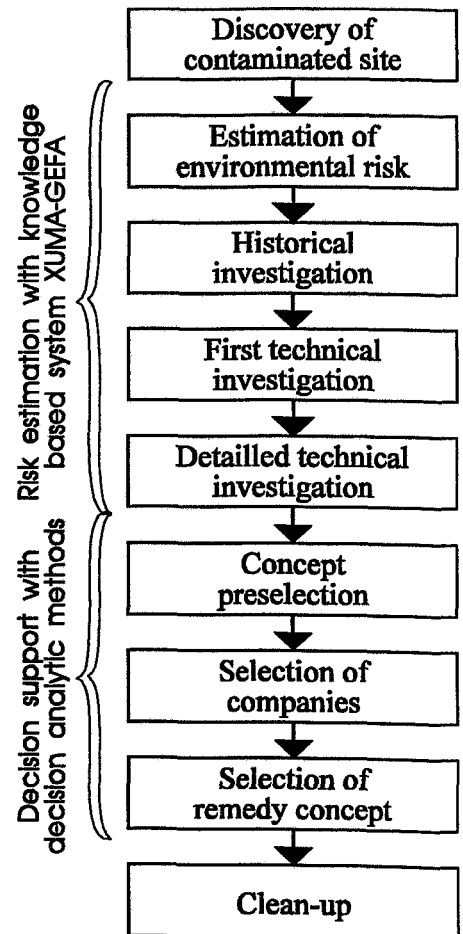 Discovery of
contaminated site
Risk estimation with knowledge
based system XUMA-GEFA
Estimation of
environmental risk
Historical
investigation
First technical
investigation
Detailled technical
investigation
Decision support with
decision analytic methods
Concept
preselection
Selection of
companies
Selection of
remedy concept
Clean-up